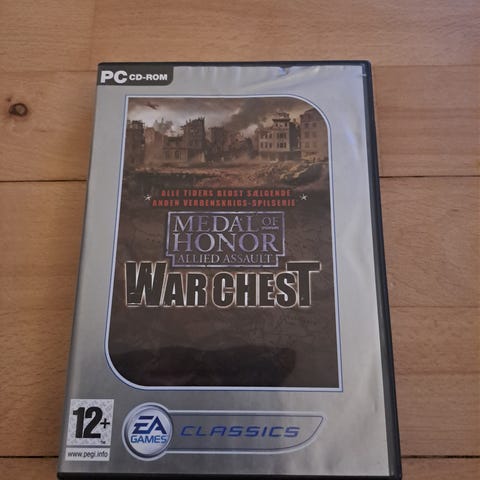 PC CD-ROM
ALLE TIDERS BEDST SÆLGENDE
ANDEN VERDENSKRIGS-SPILSERIE
MEDAL OF
HONOR
ALLIED ASSAULT
WARCHEST
12+
www.pegi.info
EA
GAMES
CLASSICS